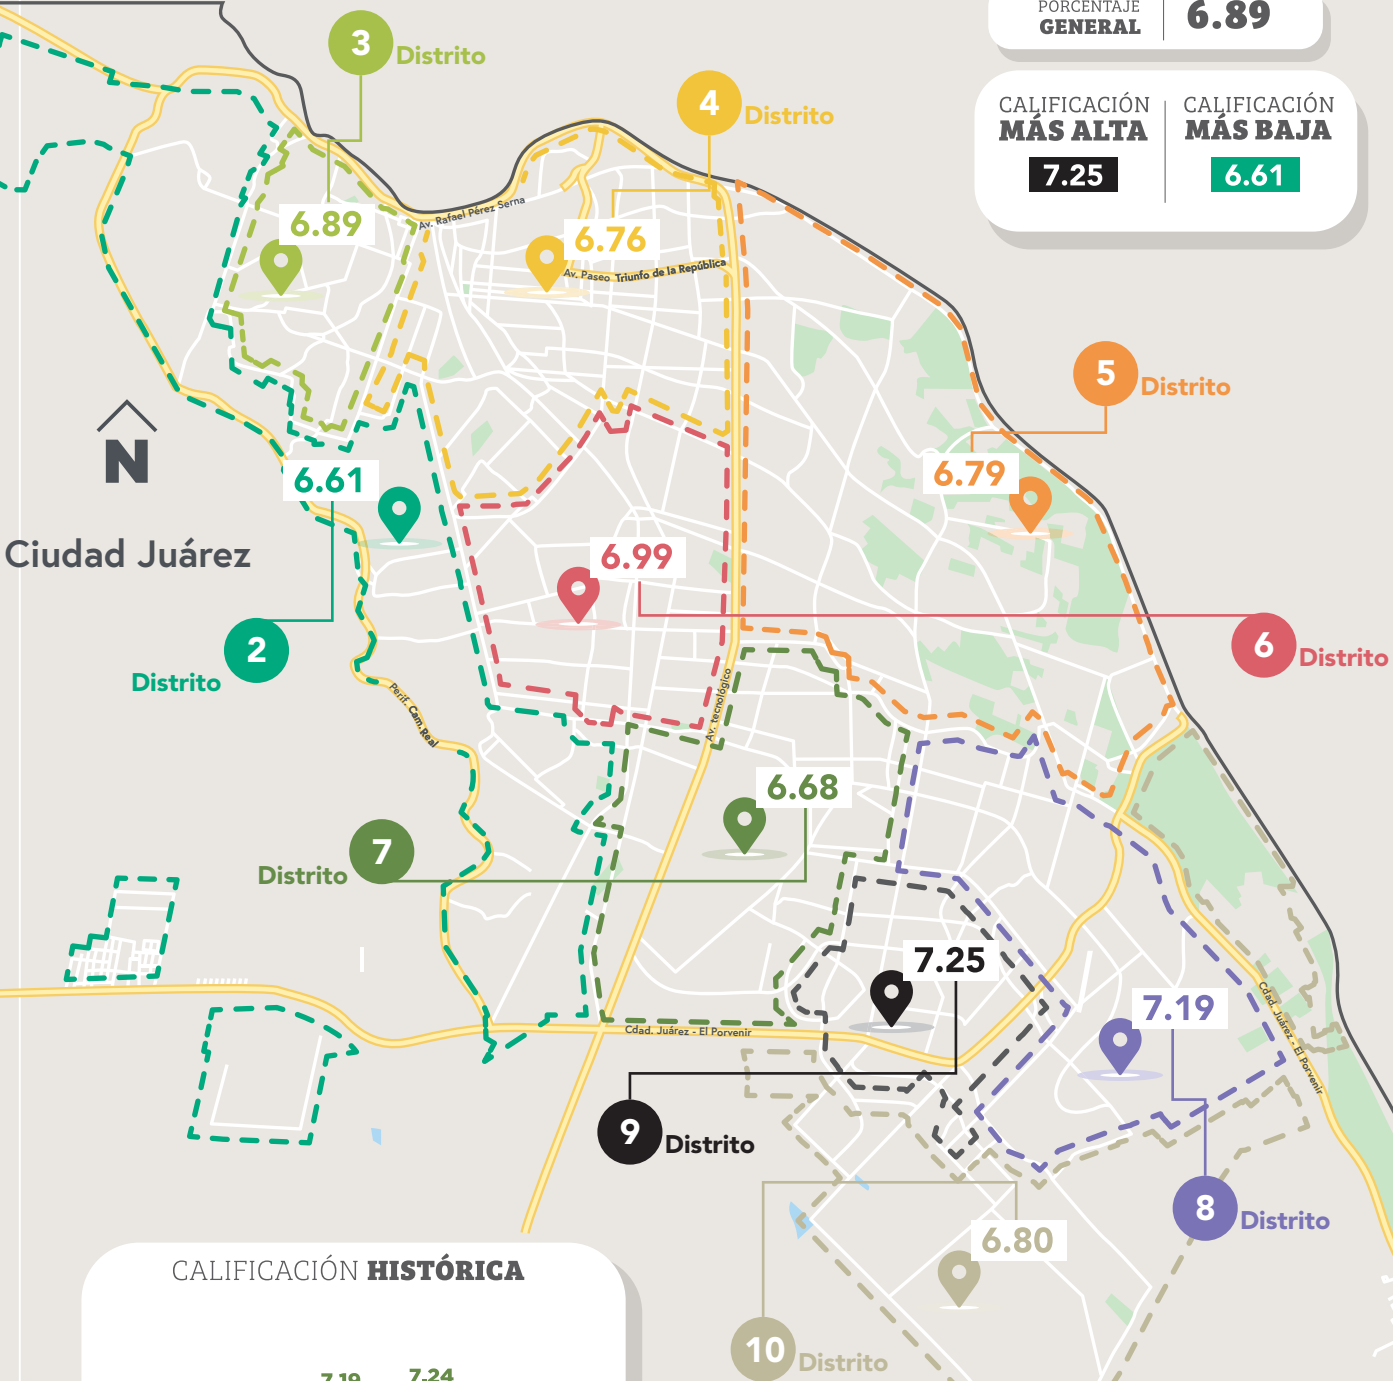 PORCENTAJE
GENERAL
6.89
CALIFICACIÓN
MÁS ALTA
7.25
CALIFICACIÓN
MÁS BAJA
6.61
3
Distrito
4
Distrito
6.89
Av. Rafael Pérez Serna
6.76
Av. Paseo Triunfo de la República
5
Distrito
6.79
N
6.61
Ciudad Juárez
6.99
2
Distrito
6
Distrito
Perif. Cam. Real
Av. tecnológico
6.68
7
Distrito
7.25
7.19
Cdad. Juárez - El Porvenir
Cdad. Juárez - El Porvenir
9
Distrito
8
Distrito
6.80
10
Distrito
CALIFICACIÓN HISTÓRICA
7.19
7.24